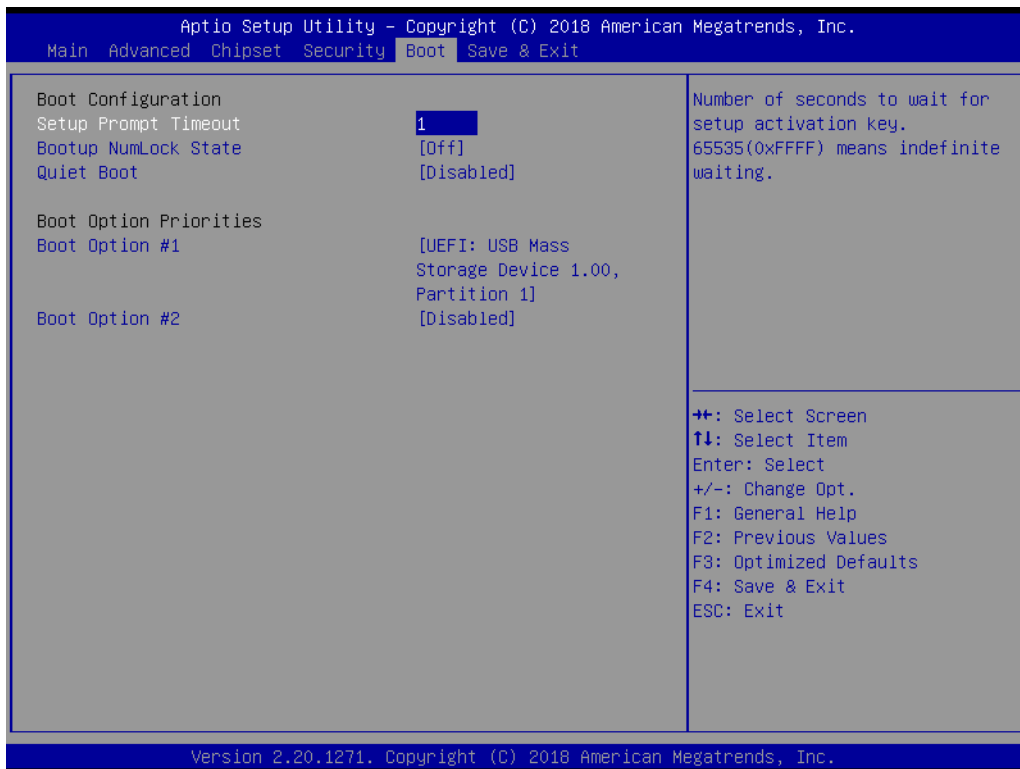 Aptio Setup Utility – Copyright (C) 2018 American Megatrends, Inc.
Main Advanced Chipset Security Boot Save & Exit
Boot Configuration
Setup Prompt Timeout 1
Bootup NumLock State [Off]
Quiet Boot [Disabled]
Boot Option Priorities
Boot Option #1 [UEFI: USB Mass
Storage Device 1.00,
Partition 1]
Boot Option #2 [Disabled]
Number of seconds to wait for
setup activation key.
65535(0xFFFF) means indefinite
waiting.
→←: Select Screen
↑↓: Select Item
Enter: Select
+/-: Change Opt.
F1: General Help
F2: Previous Values
F3: Optimized Defaults
F4: Save & Exit
ESC: Exit
Version 2.20.1271. Copyright (C) 2018 American Megatrends, Inc.